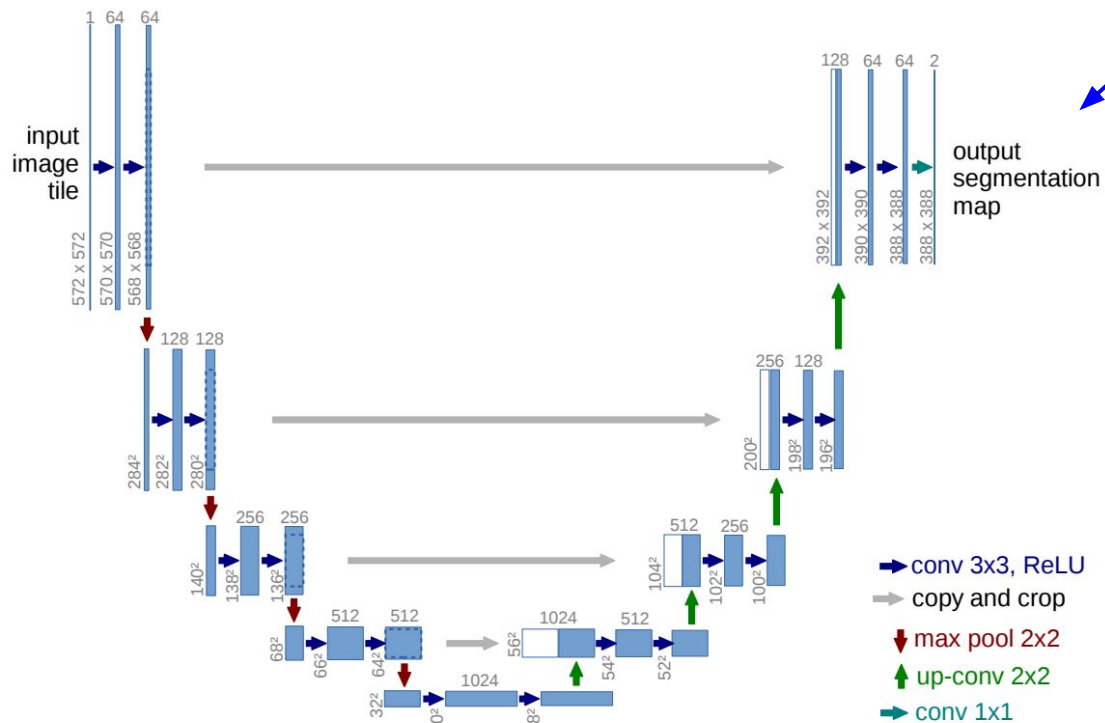 1 64 64
input
image
tile
572 x 572
570 x 570
568 x 568
128 64 64 2
output
segmentation
map
392 x 392
390 x 390
388 x 388
388 x 388
128 128
284²
282²
280²
256 128
200²
198²
196²
256 256
140²
138²
136²
512 256
104²
102²
100²
512 512
68²
66²
64²
1024 512
56²
54²
52²
1024
32²
0²
8²
conv 3x3, ReLU
copy and crop
max pool 2x2
up-conv 2x2
conv 1x1